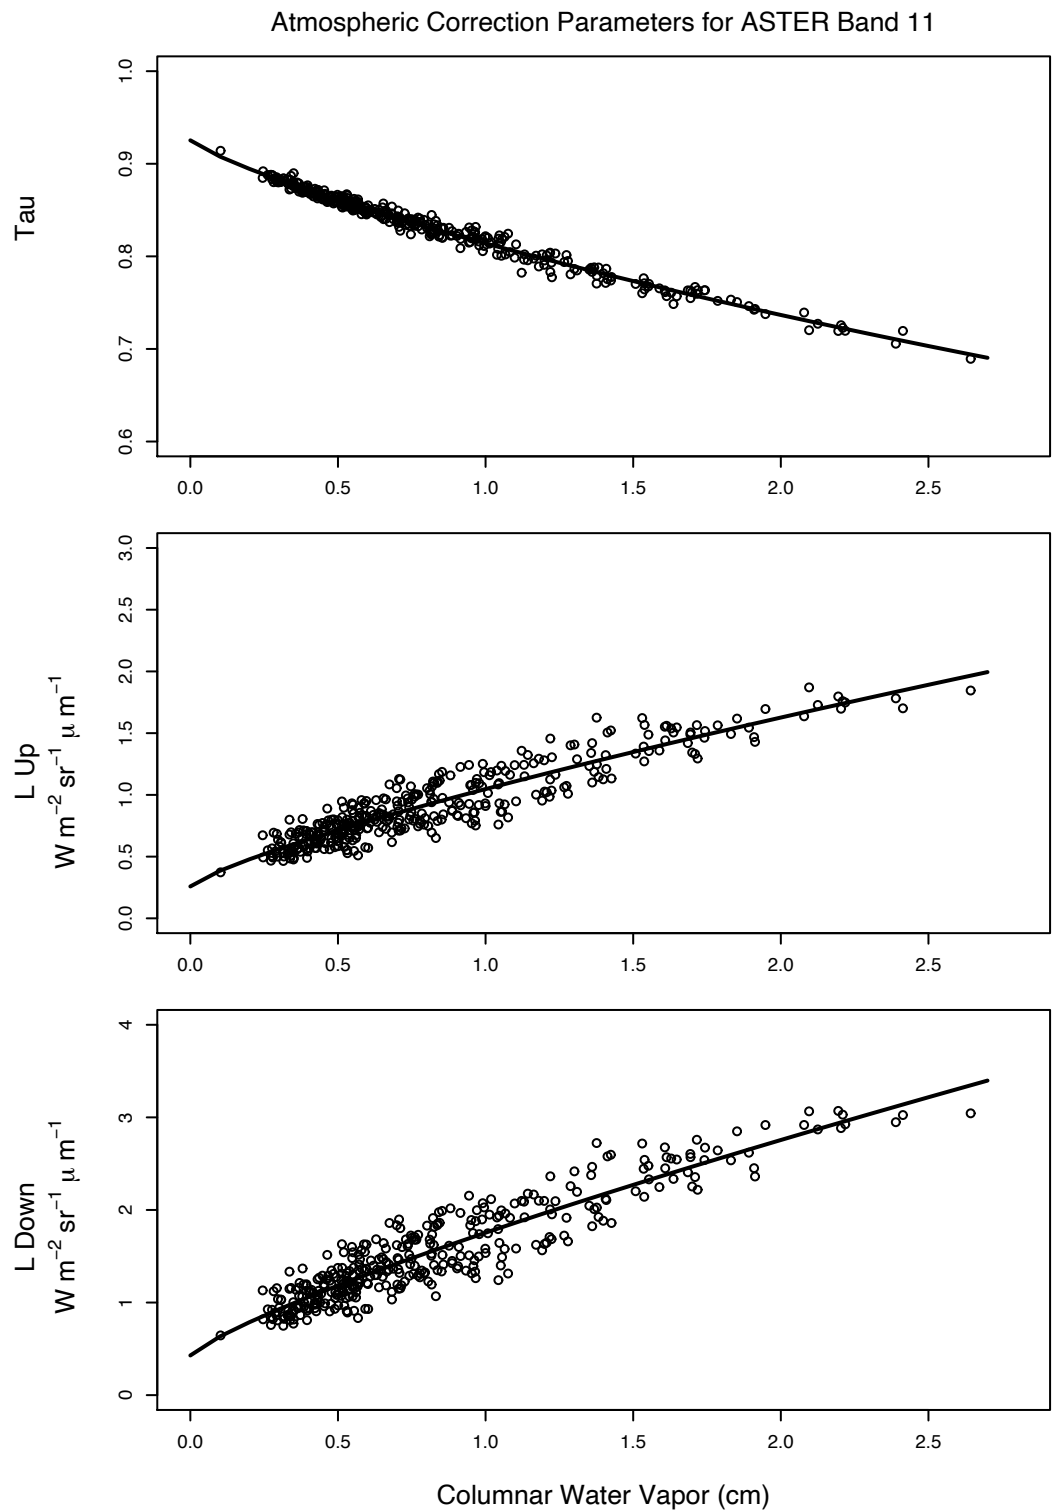 Atmospheric Correction Parameters for ASTER Band 11
Tau
1.0
0.9
0.8
0.7
0.6
0.0 0.5 1.0 1.5 2.0 2.5
L Up
W m⁻² sr⁻¹ μ m⁻¹
3.0
2.5
2.0
1.5
1.0
0.5
0.0
0.0 0.5 1.0 1.5 2.0 2.5
L Down
W m⁻² sr⁻¹ μ m⁻¹
4
3
2
1
0
0.0 0.5 1.0 1.5 2.0 2.5
Columnar Water Vapor (cm)